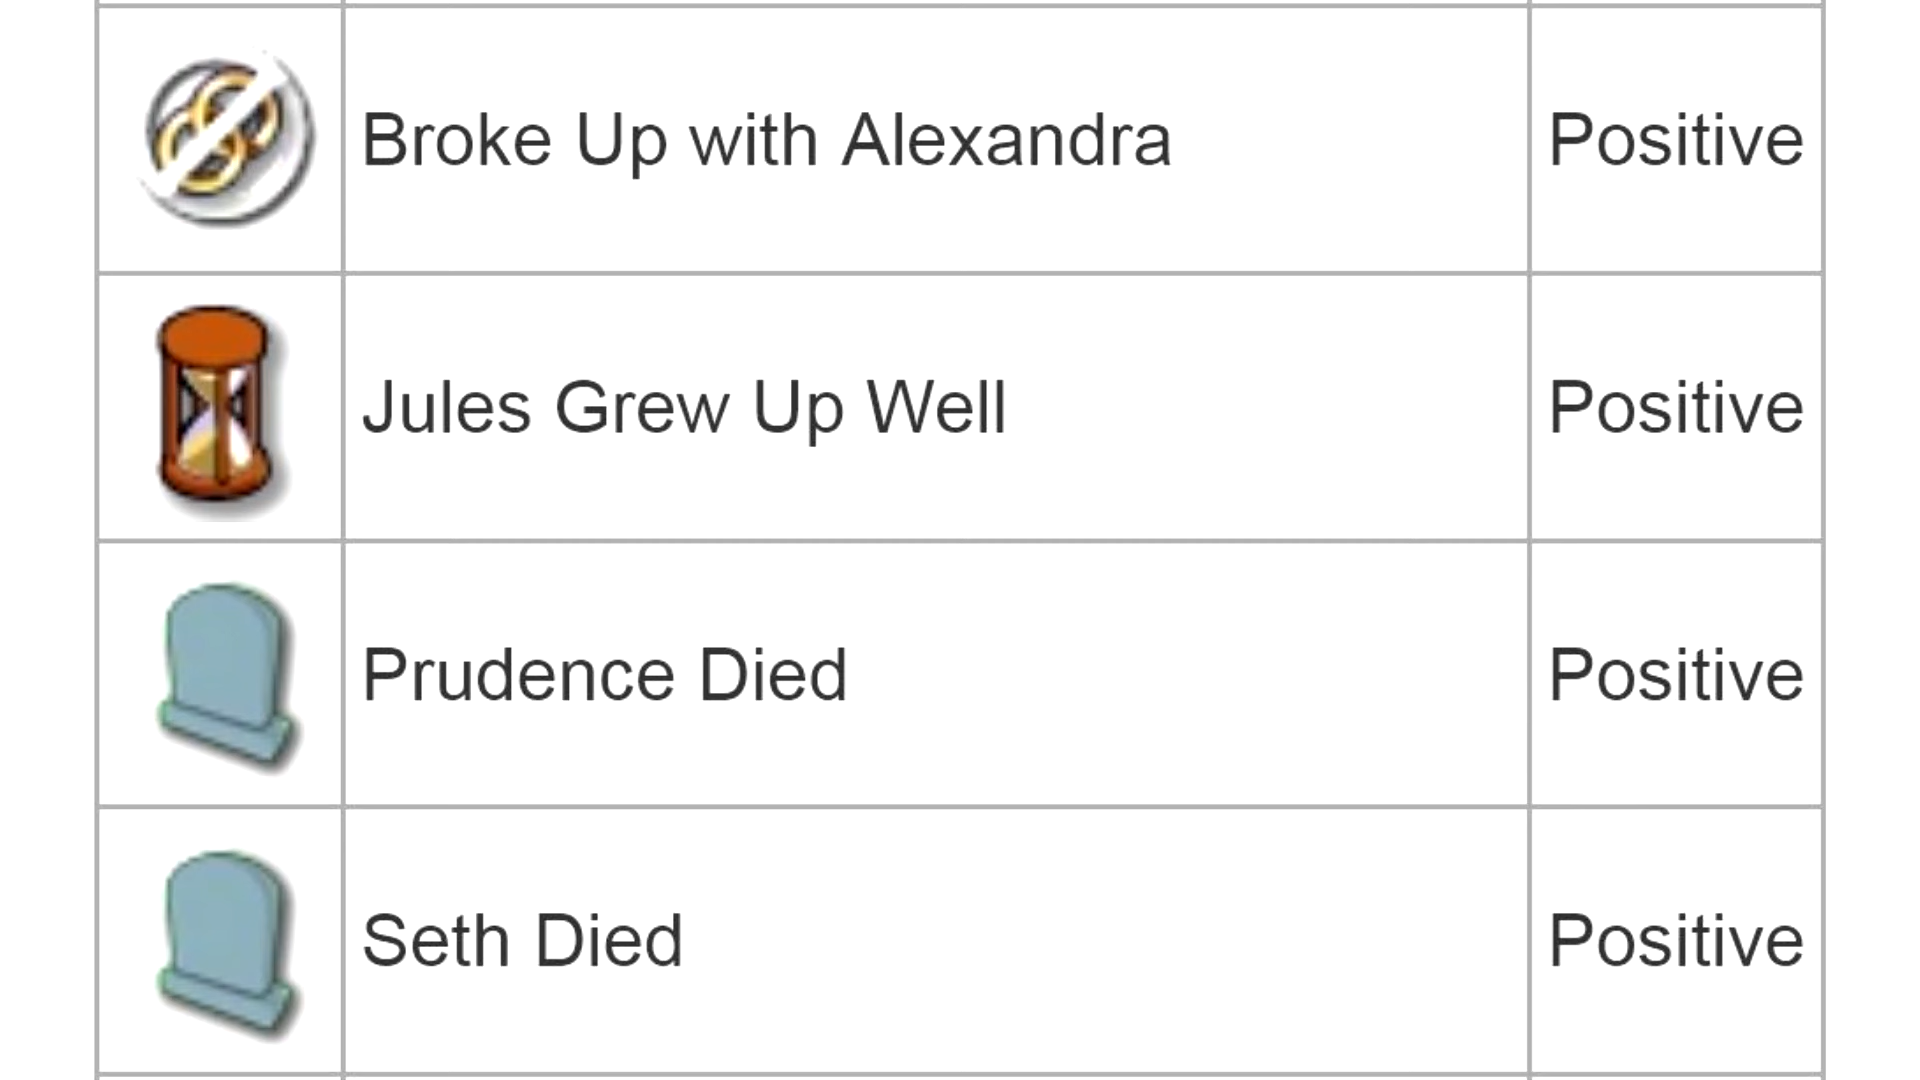 Broke Up with Alexandra Positive
Jules Grew Up Well Positive
Prudence Died Positive
Seth Died Positive